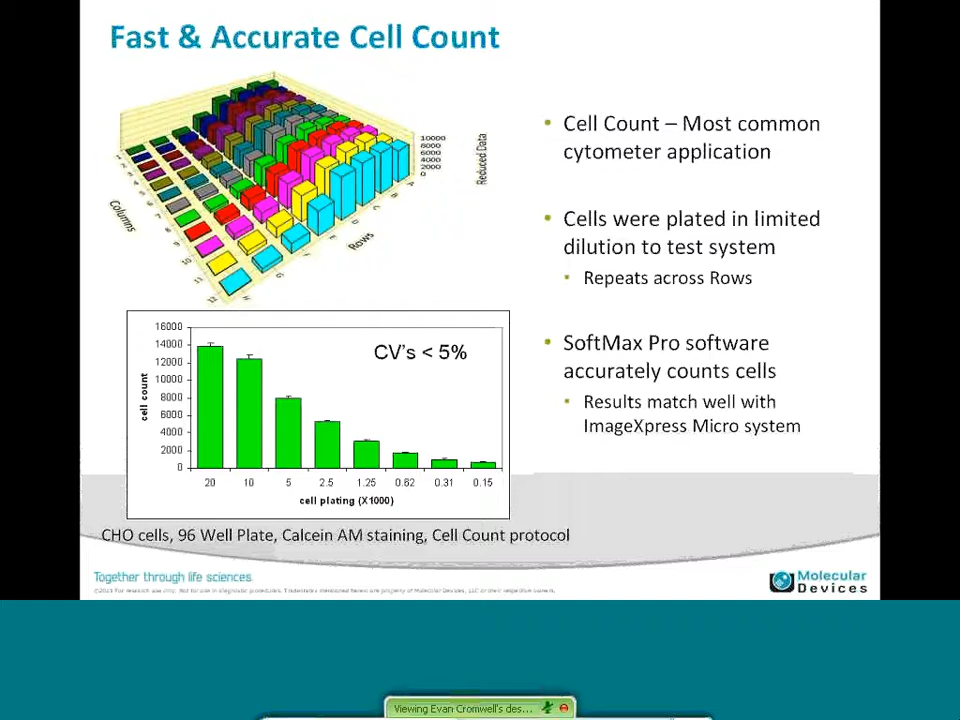 Fast & Accurate Cell Count
10000
8000
6000
4000
2000
0
Reduced Data
Columns
Rows
A
B
C
D
E
F
G
H
• Cell Count – Most common
cytometer application
• Cells were plated in limited
dilution to test system
• Repeats across Rows
• SoftMax Pro software
accurately counts cells
• Results match well with
ImageXpress Micro system
CV's < 5%
cell count
16000
14000
12000
10000
8000
6000
4000
2000
0
20 10 5 2.5 1.25 0.62 0.31 0.15
cell plating (X1000)
CHO cells, 96 Well Plate, Calcein AM staining, Cell Count protocol
Together through life sciences.
Molecular
Devices
Viewing Evan Cromwell's des...